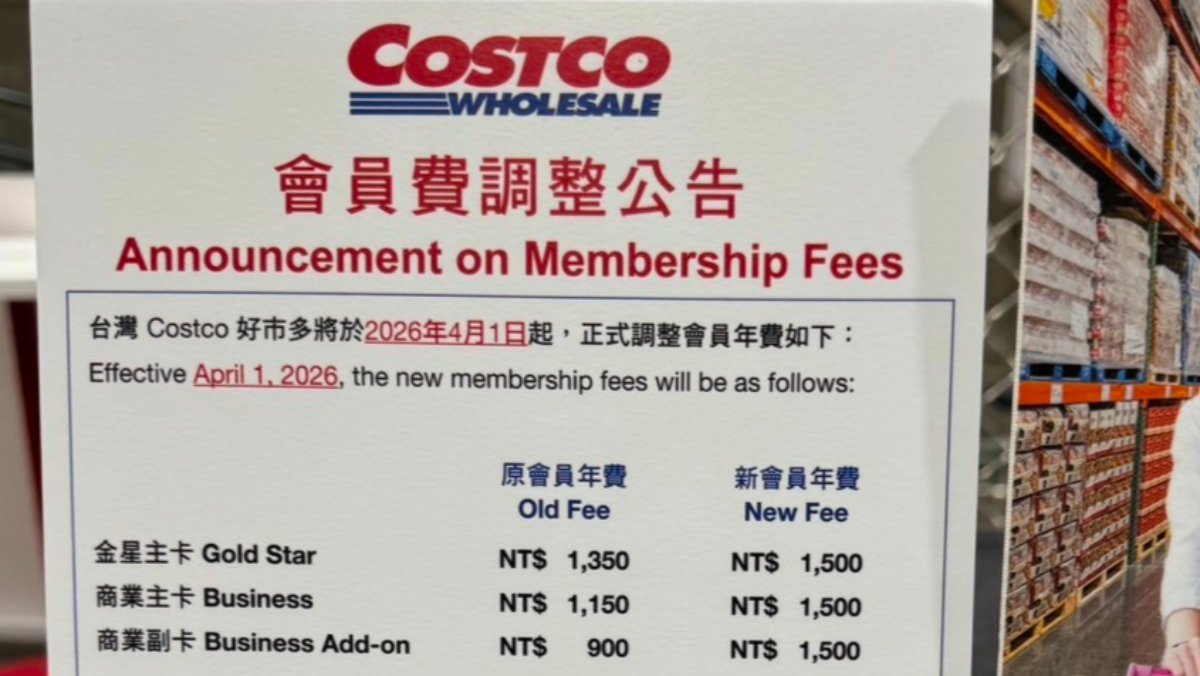 COSTCO
WHOLESALE
會員費調整公告
Announcement on Membership Fees
台灣 Costco 好市多將於2026年4月1日起，正式調整會員年費如下：
Effective April 1, 2026, the new membership fees will be as follows:
原會員年費 新會員年費
Old Fee New Fee
金星主卡 Gold Star NT$ 1,350 NT$ 1,500
商業主卡 Business NT$ 1,150 NT$ 1,500
商業副卡 Business Add-on NT$ 900 NT$ 1,500